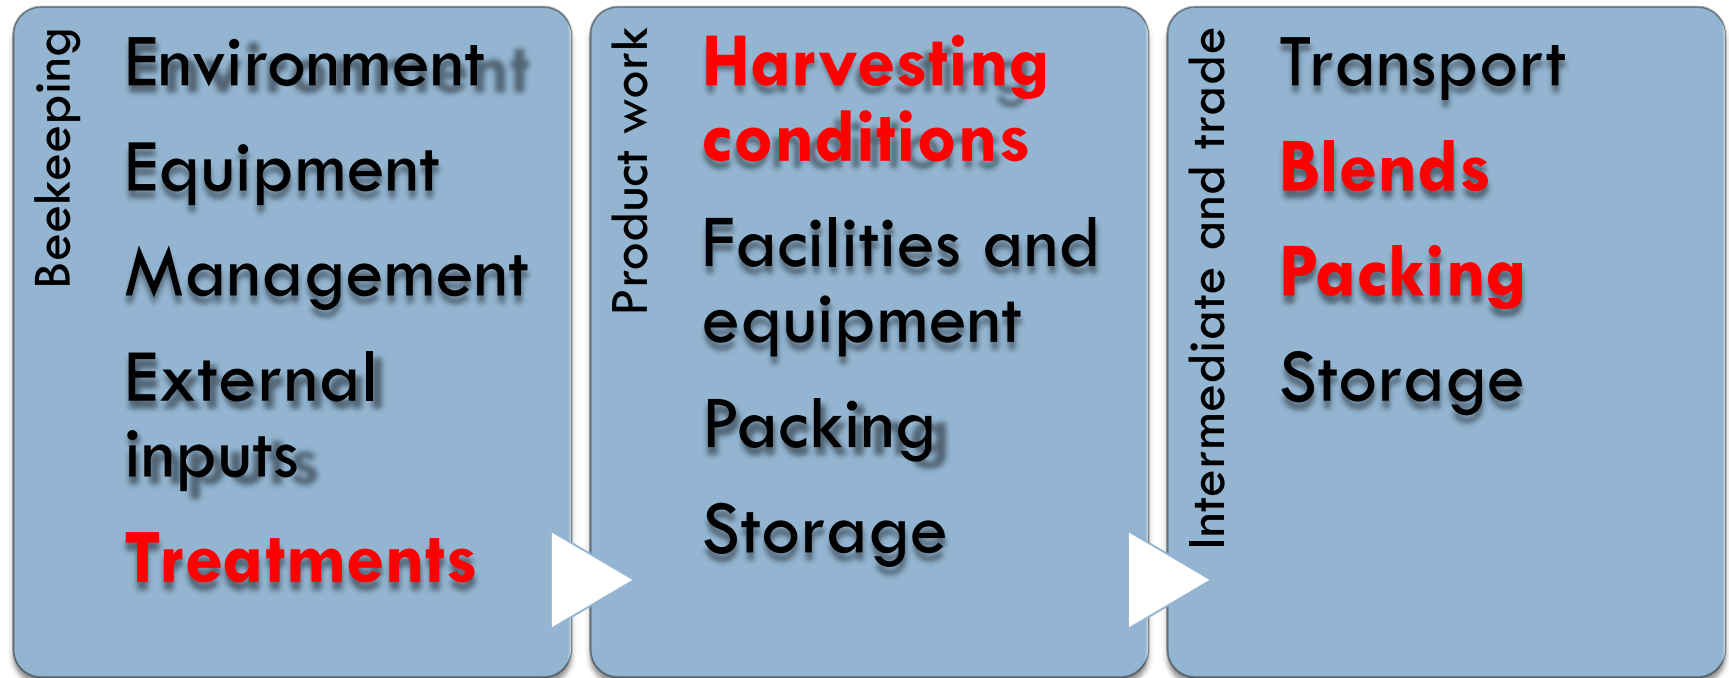 Beekeeping
Environment
Equipment
Management
External
inputs
Treatments
Product work
Harvesting
conditions
Facilities and
equipment
Packing
Storage
Intermediate and trade
Transport
Blends
Packing
Storage